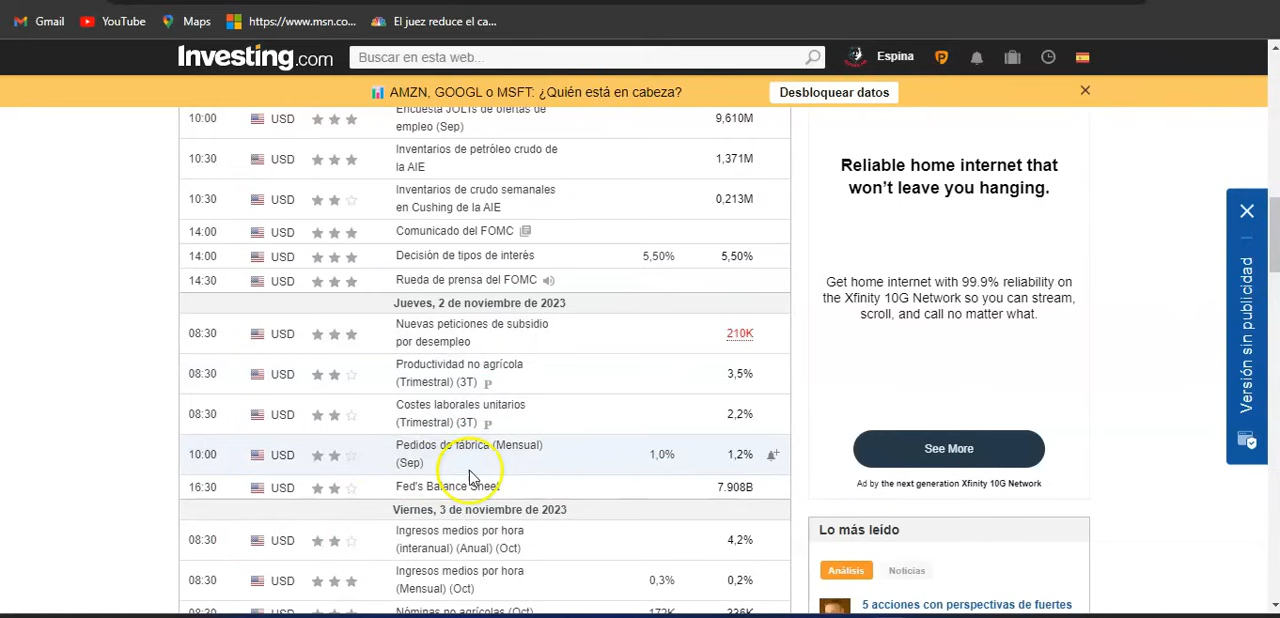 Gmail YouTube Maps https://www.msn.co... El juez reduce el ca...
Investing.com Buscar en esta web... Espina
AMZN, GOOGL o MSFT: ¿Quién está en cabeza? Desbloquear datos
10:00 USD Encuesta JOLTs de ofertas de
empleo (Sep) 9,610M
10:30 USD Inventarios de petróleo crudo de
la AIE 1,371M
10:30 USD Inventarios de crudo semanales
en Cushing de la AIE 0,213M
14:00 USD Comunicado del FOMC
14:00 USD Decisión de tipos de interés 5,50% 5,50%
14:30 USD Rueda de prensa del FOMC
Jueves, 2 de noviembre de 2023
08:30 USD Nuevas peticiones de subsidio
por desempleo 210K
08:30 USD Productividad no agrícola
(Trimestral) (3T) P 3,5%
08:30 USD Costes laborales unitarios
(Trimestral) (3T) P 2,2%
10:00 USD Pedidos de fábrica (Mensual)
(Sep) 1,0% 1,2%
16:30 USD Fed's Balance Sheet 7.908B
Viernes, 3 de noviembre de 2023
08:30 USD Ingresos medios por hora
(interanual) (Anual) (Oct) 4,2%
08:30 USD Ingresos medios por hora
(Mensual) (Oct) 0,3% 0,2%
08:30 USD Nóminas no agrícolas (Oct) 172K 336K
Reliable home internet that
won't leave you hanging.
Get home internet with 99.9% reliability on
the Xfinity 10G Network so you can stream,
scroll, and call no matter what.
See More
Ad by the next generation Xfinity 10G Network
Lo más leído
Análisis Noticias
5 acciones con perspectivas de fuertes
Versión sin publicidad